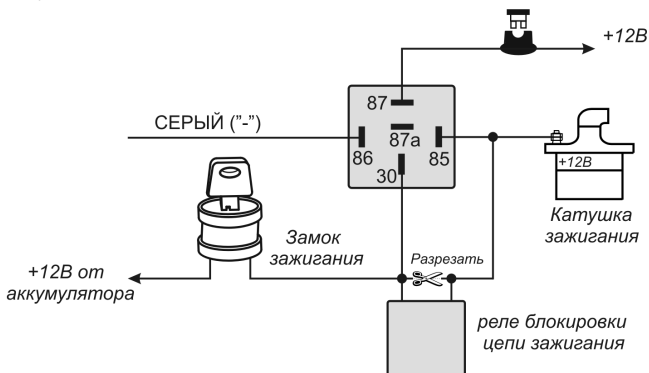 +12В
87
СЕРЫЙ ("-")
87а
86
85
30
+12В
Катушка
зажигания
Замок
зажигания
Разрезать
+12В от
аккумулятора
реле блокировки
цепи зажигания